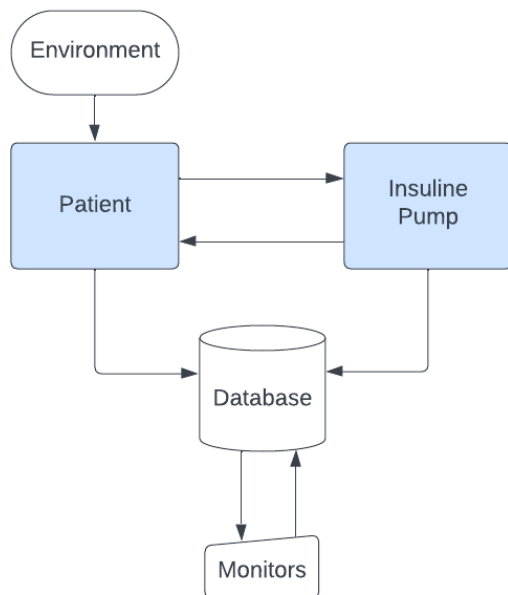 Environment
Patient
Insuline
Pump
Database
Monitors